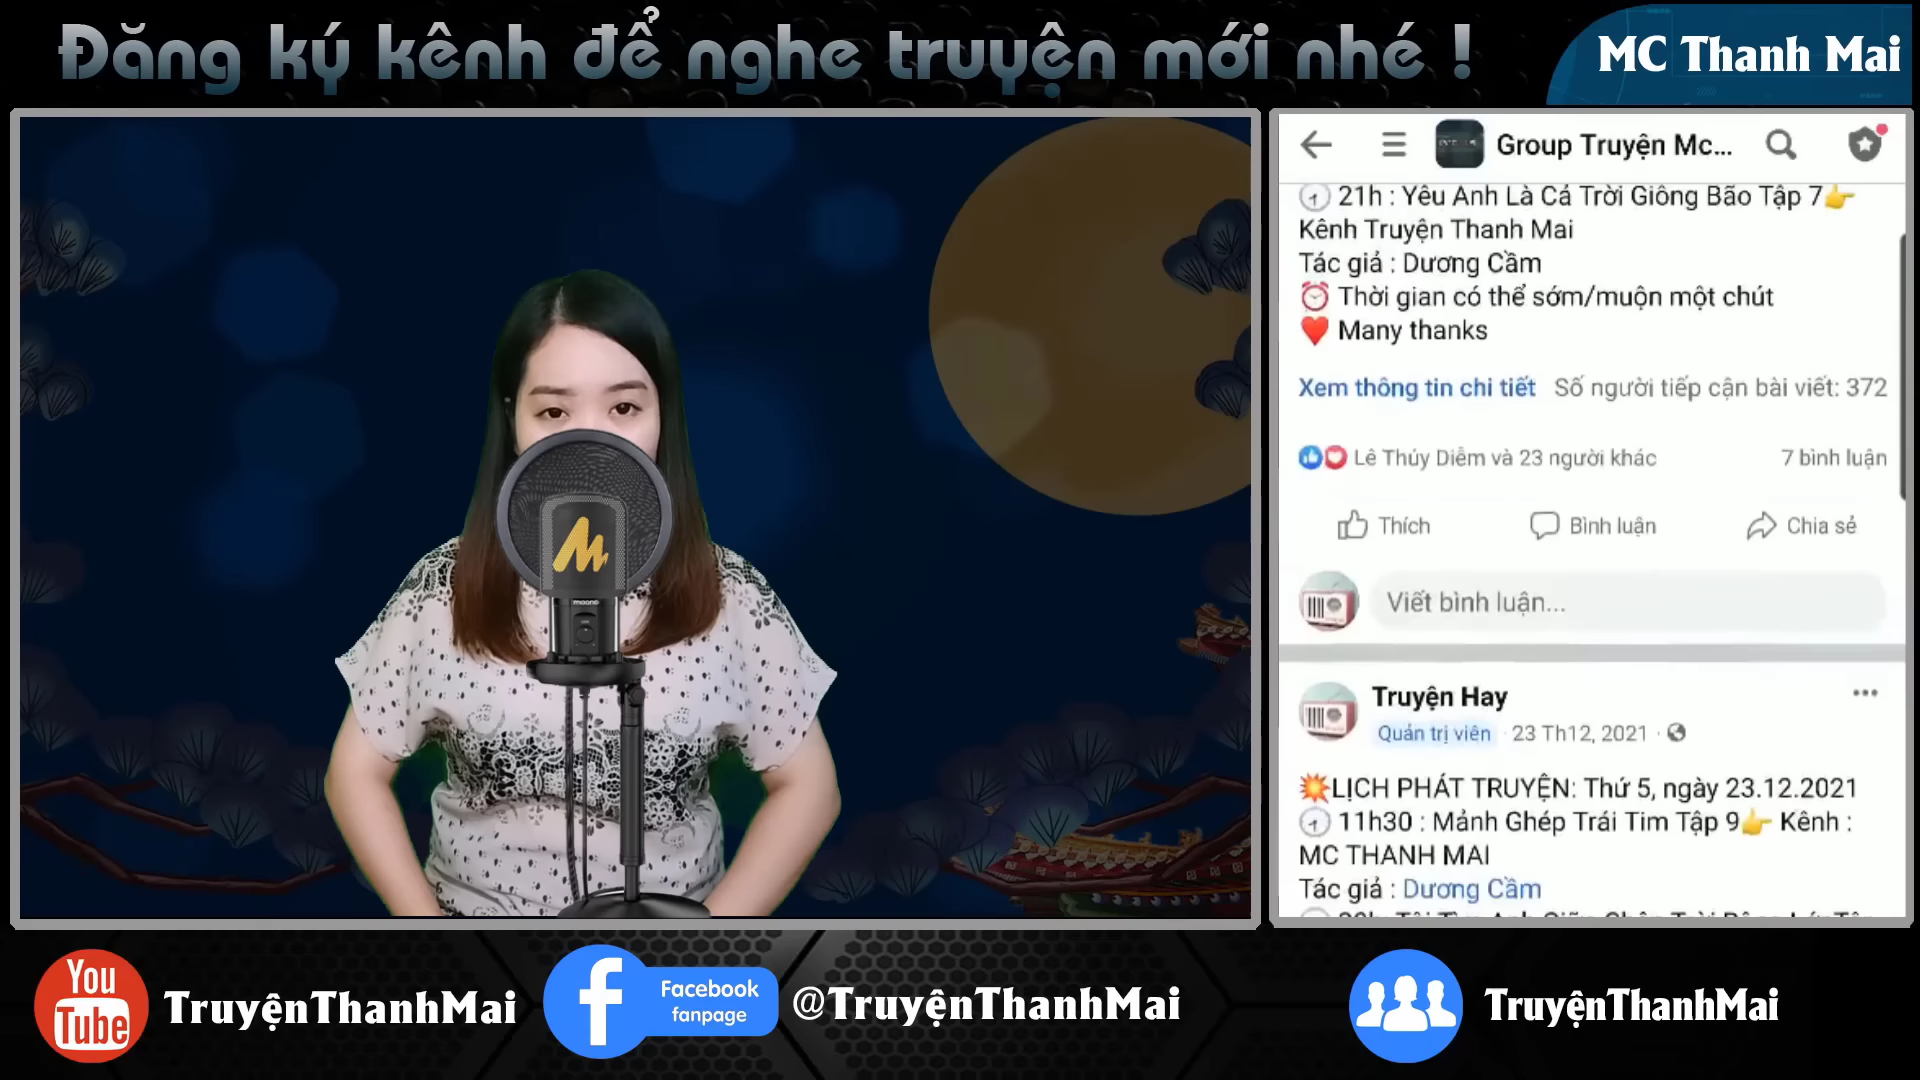 Đăng ký kênh để nghe truyện mới nhé !
MC Thanh Mai
Group Truyện Mc...
21h : Yêu Anh Là Cả Trời Giông Bão Tập 7
Kênh Truyện Thanh Mai
Tác giả : Dương Cầm
Thời gian có thể sớm/muộn một chút
Many thanks
Xem thông tin chi tiết Số người tiếp cận bài viết: 372
Lê Thúy Diễm và 23 người khác 7 bình luận
Thích Bình luận Chia sẻ
Viết bình luận...
Truyện Hay
Quản trị viên · 23 Th12, 2021 ·
LỊCH PHÁT TRUYỆN: Thứ 5, ngày 23.12.2021
11h30 : Mảnh Ghép Trái Tim Tập 9 Kênh :
MC THANH MAI
Tác giả : Dương Cầm
maono
You
Tube
TruyệnThanhMai
Facebook
fanpage
@TruyệnThanhMai
TruyệnThanhMai